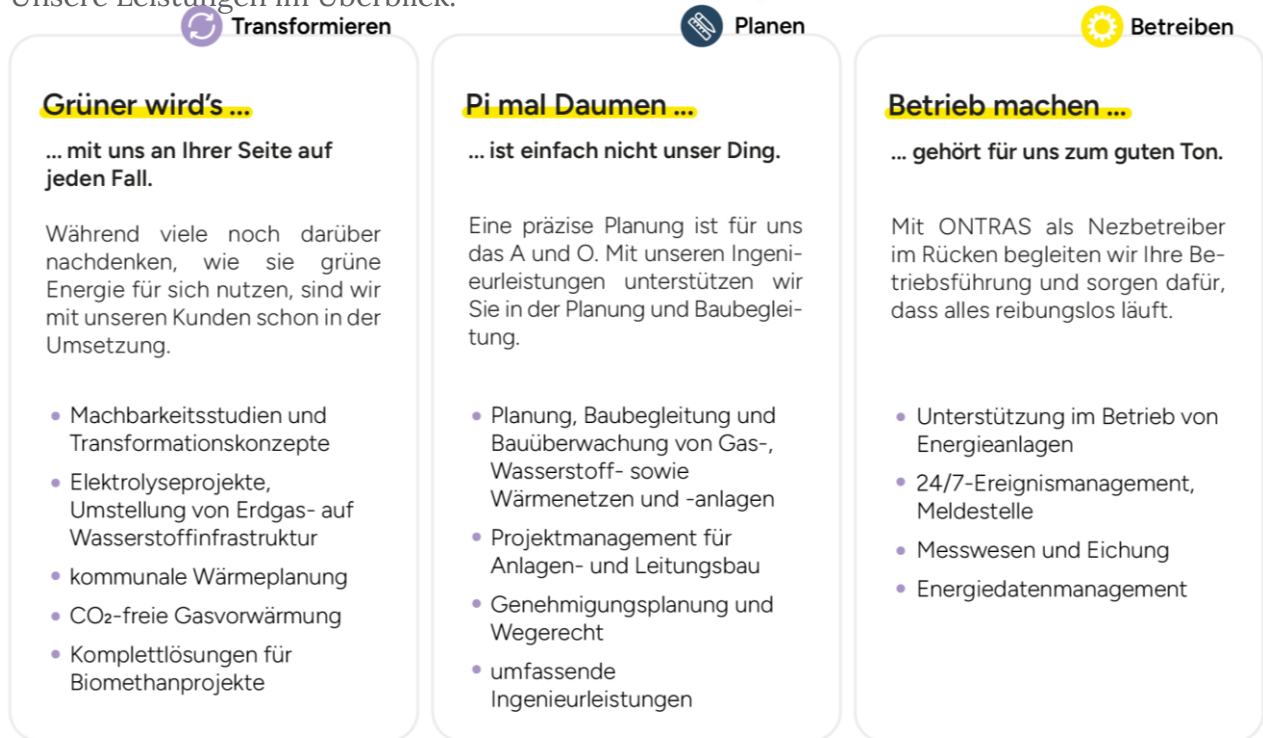 Unsere Leistungen im Überblick.
Transformieren
Grüner wird's ...
... mit uns an Ihrer Seite auf
jeden Fall.
Während viele noch darüber
nachdenken, wie sie grüne
Energie für sich nutzen, sind wir
mit unseren Kunden schon in der
Umsetzung.
Machbarkeitsstudien und
Transformationskonzepte
Elektrolyseprojekte,
Umstellung von Erdgas- auf
Wasserstoffinfrastruktur
kommunale Wärmeplanung
CO₂-freie Gasvorwärmung
Komplettlösungen für
Biomethanprojekte
Planen
Pi mal Daumen ...
... ist einfach nicht unser Ding.
Eine präzise Planung ist für uns
das A und O. Mit unseren Ingeni-
eurleistungen unterstützen wir
Sie in der Planung und Baubeglei-
tung.
Planung, Baubegleitung und
Bauüberwachung von Gas-,
Wasserstoff- sowie
Wärmenetzen und -anlagen
Projektmanagement für
Anlagen- und Leitungsbau
Genehmigungsplanung und
Wegerecht
umfassende
Ingenieurleistungen
Betreiben
Betrieb machen ...
... gehört für uns zum guten Ton.
Mit ONTRAS als Nezbetreiber
im Rücken begleiten wir Ihre Be-
triebsführung und sorgen dafür,
dass alles reibungslos läuft.
Unterstützung im Betrieb von
Energieanlagen
24/7-Ereignismanagement,
Meldestelle
Messwesen und Eichung
Energiedatenmanagement